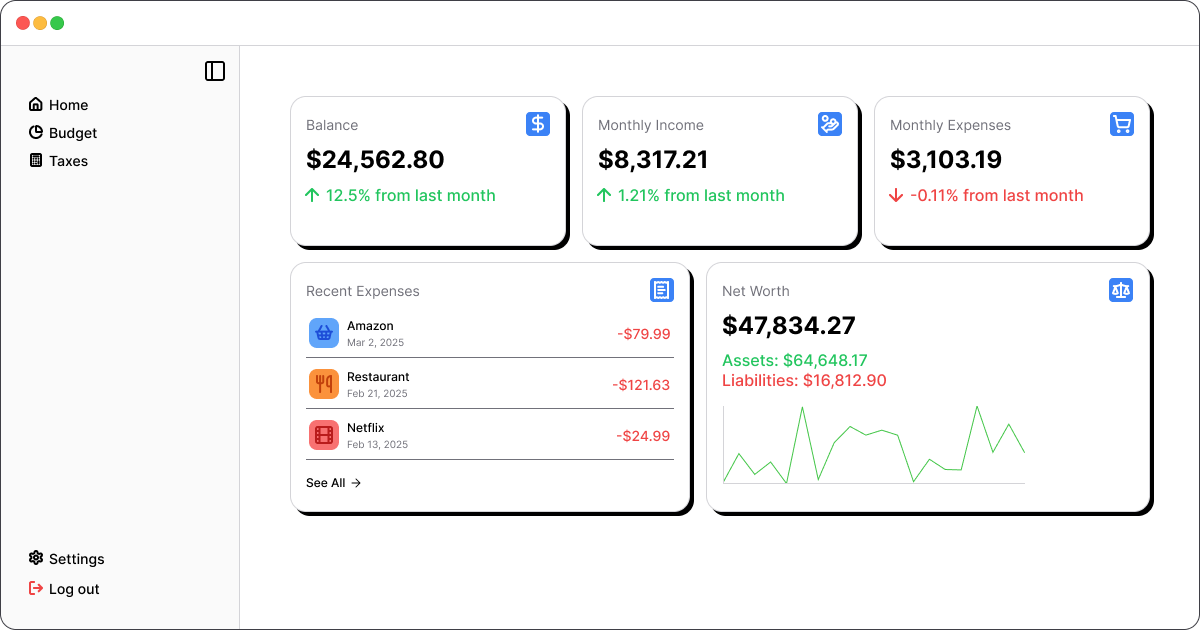 Home
Budget
Taxes
Settings
Log out
Balance
$24,562.80
12.5% from last month
Monthly Income
$8,317.21
1.21% from last month
Monthly Expenses
$3,103.19
-0.11% from last month
Recent Expenses
Amazon
Mar 2, 2025
-$79.99
Restaurant
Feb 21, 2025
-$121.63
Netflix
Feb 13, 2025
-$24.99
See All →
Net Worth
$47,834.27
Assets: $64,648.17
Liabilities: $16,812.90